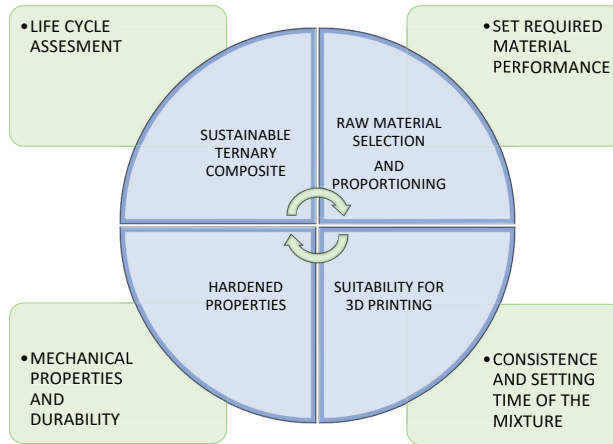 • LIFE CYCLE
ASSESMENT
• SET REQUIRED
MATERIAL
PERFORMANCE
SUSTAINABLE
TERNARY
COMPOSITE
RAW MATERIAL
SELECTION
AND
PROPORTIONING
HARDENED
PROPERTIES
SUITABILITY FOR
3D PRINTING
• MECHANICAL
PROPERTIES
AND
DURABILITY
• CONSISTENCE
AND SETTING
TIME OF THE
MIXTURE